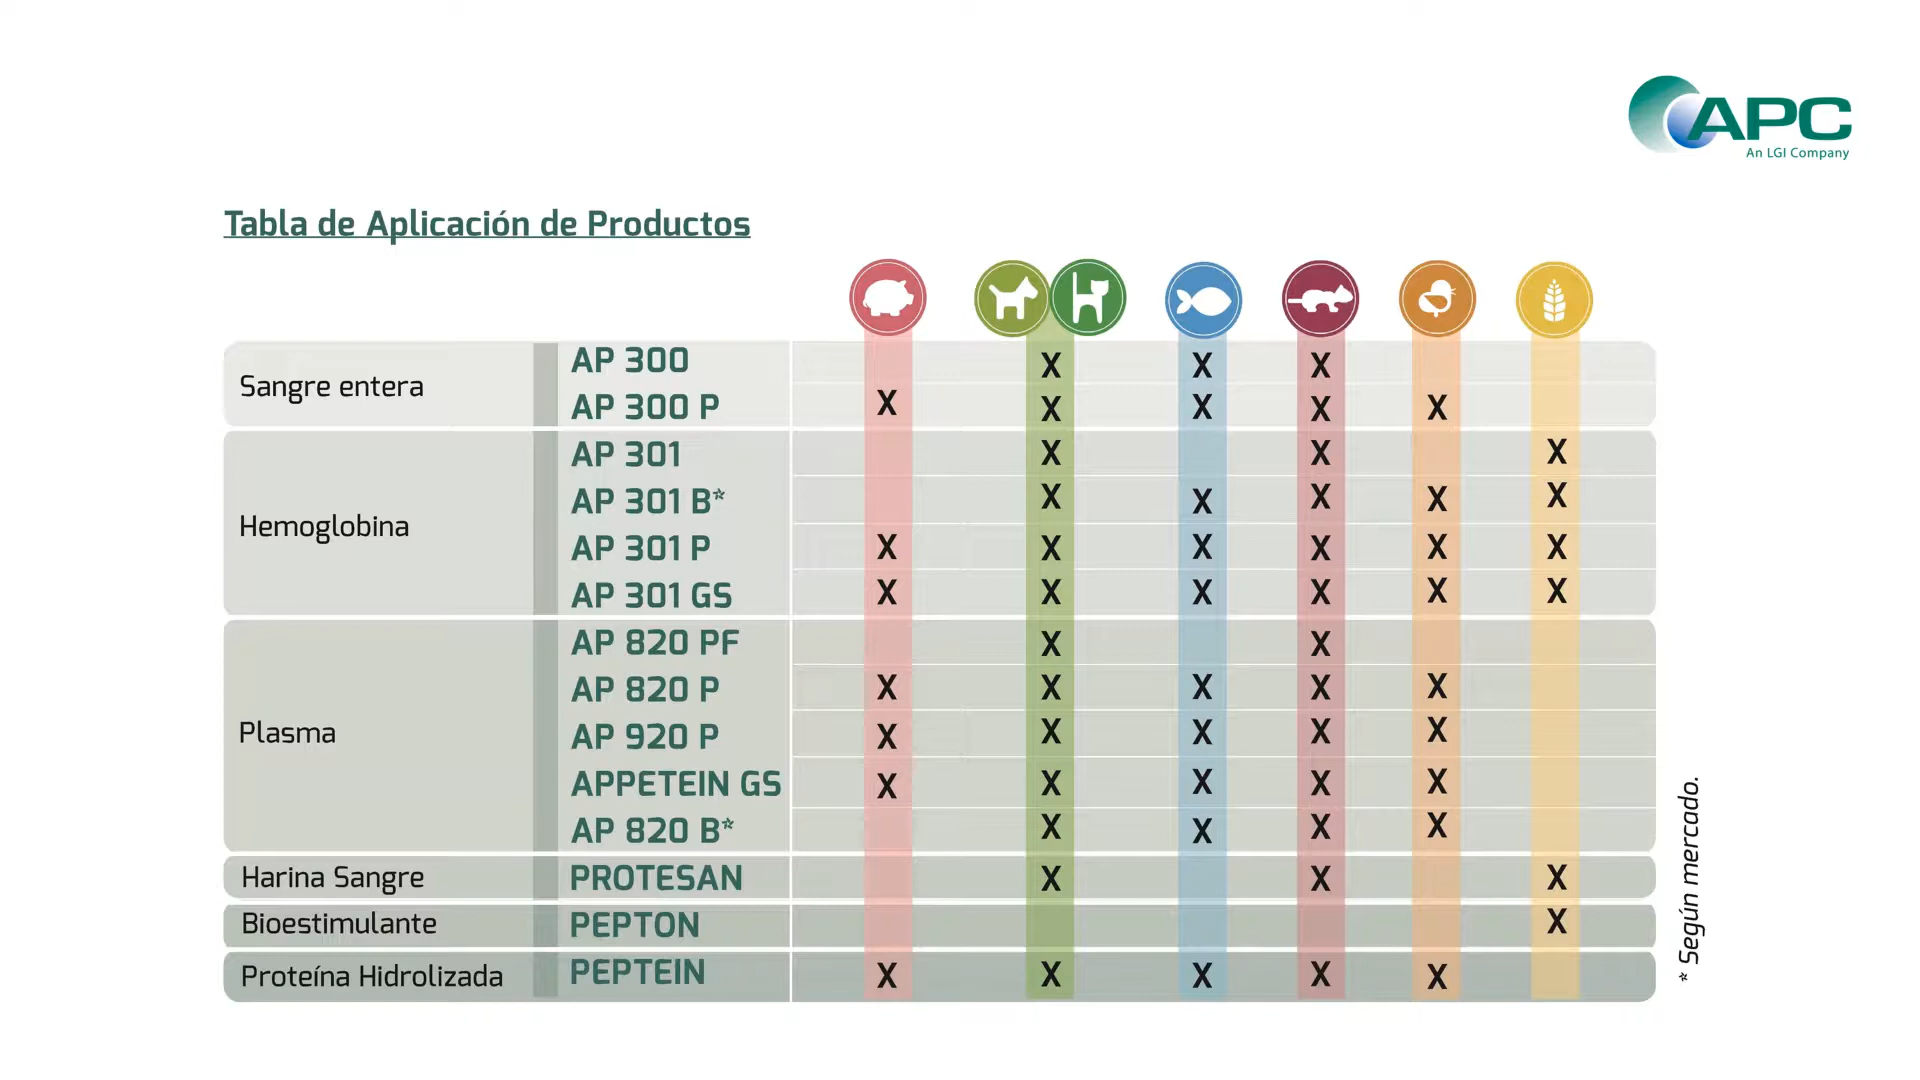 APC
An LGI Company
Tabla de Aplicación de Productos
Sangre entera
AP 300 X X X
AP 300 P X X X X X
Hemoglobina
AP 301 X X X
AP 301 B* X X X X X
AP 301 P X X X X X X
AP 301 GS X X X X X X
Plasma
AP 820 PF X X
AP 820 P X X X X X
AP 920 P X X X X X
APPETEIN GS X X X X X
AP 820 B* X X X X
Harina Sangre PROTESAN X X X
Bioestimulante PEPTON X
Proteína Hidrolizada PEPTEIN X X X X X
* Según mercado.